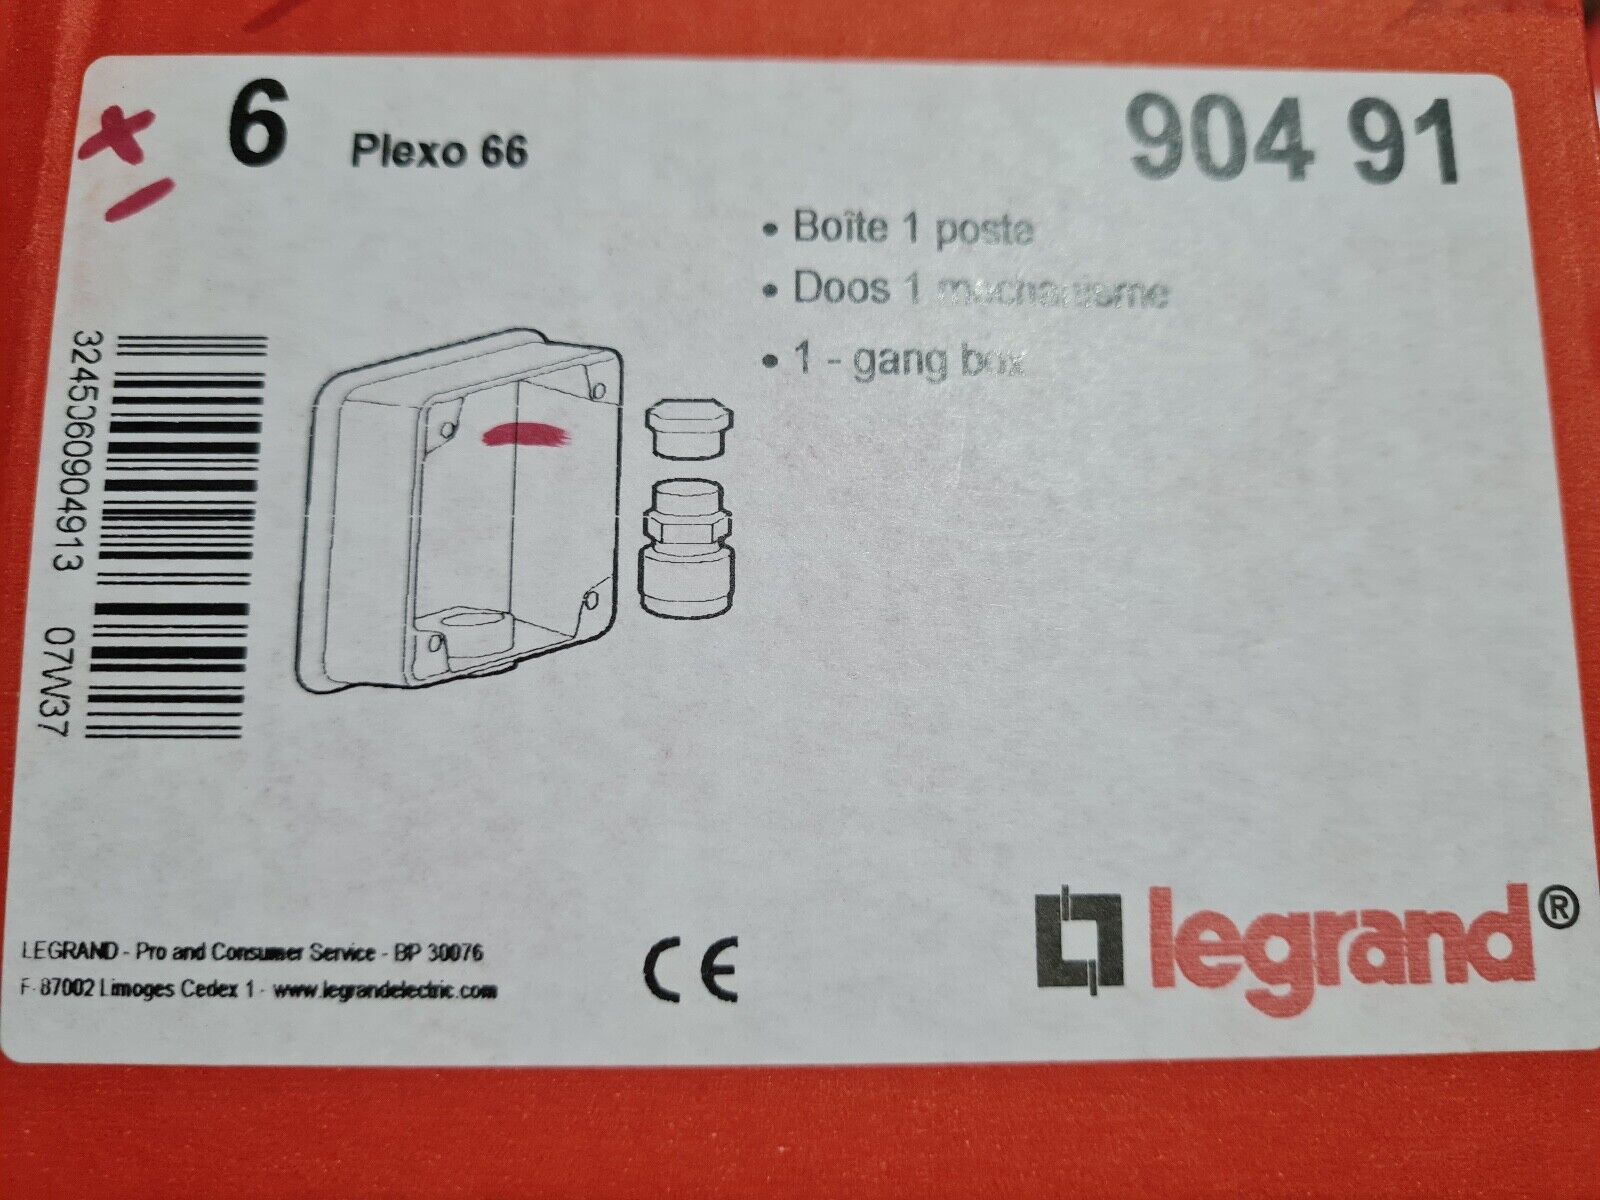 6 Plexo 66 904 91
• Boîte 1 poste
• Doos 1 mechanisme
• 1 - gang box
3245060904913 07W37
LEGRAND - Pro and Consumer Service - BP 30076
F- 87002 Limoges Cedex 1 - www.legrandelectric.com
CE
legrand®